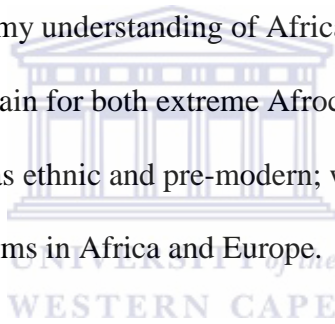 my understanding of Africa
ain for both extreme Afroc
as ethnic and pre-modern; w
ms in Africa and Europe.
UNIVERSITY of the
WESTERN CAPE